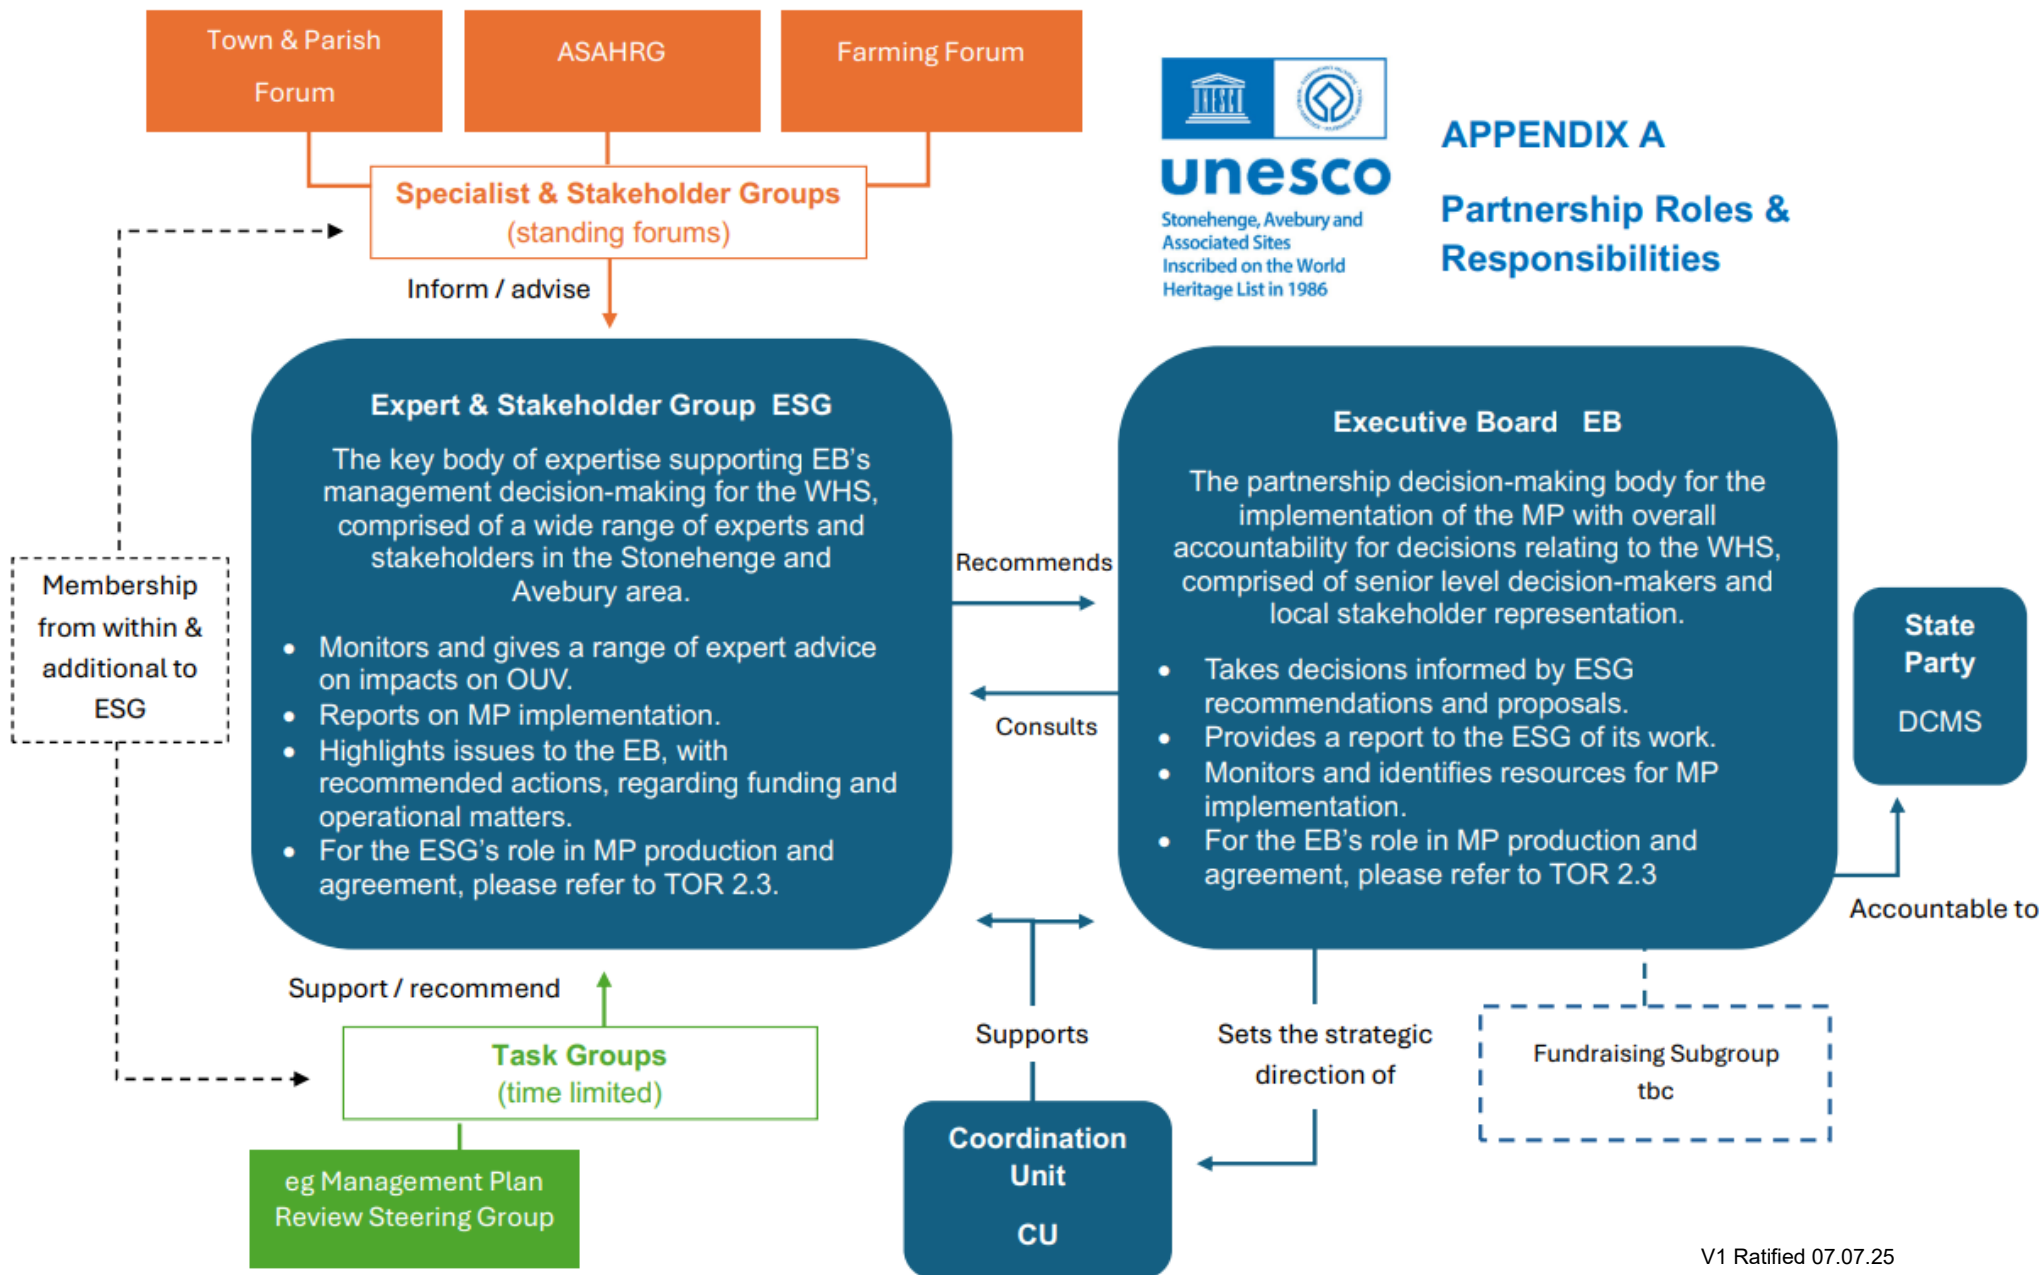 Town & Parish
Forum
ASAHRG
Farming Forum
Specialist & Stakeholder Groups
(standing forums)
Inform / advise
UNESCO
unesco
Stonehenge, Avebury and
Associated Sites
Inscribed on the World
Heritage List in 1986
APPENDIX A
Partnership Roles &
Responsibilities
Expert & Stakeholder Group ESG
The key body of expertise supporting EB's
management decision-making for the WHS,
comprised of a wide range of experts and
stakeholders in the Stonehenge and
Avebury area.
• Monitors and gives a range of expert advice
on impacts on OUV.
• Reports on MP implementation.
• Highlights issues to the EB, with
recommended actions, regarding funding and
operational matters.
• For the ESG's role in MP production and
agreement, please refer to TOR 2.3.
Recommends
Consults
Executive Board EB
The partnership decision-making body for the
implementation of the MP with overall
accountability for decisions relating to the WHS,
comprised of senior level decision-makers and
local stakeholder representation.
• Takes decisions informed by ESG
recommendations and proposals.
• Provides a report to the ESG of its work.
• Monitors and identifies resources for MP
implementation.
• For the EB's role in MP production and
agreement, please refer to TOR 2.3
State
Party
DCMS
Accountable to
Membership
from within &
additional to
ESG
Support / recommend
Task Groups
(time limited)
eg Management Plan
Review Steering Group
Supports
Coordination
Unit
CU
Sets the strategic
direction of
Fundraising Subgroup
tbc
V1 Ratified 07.07.25